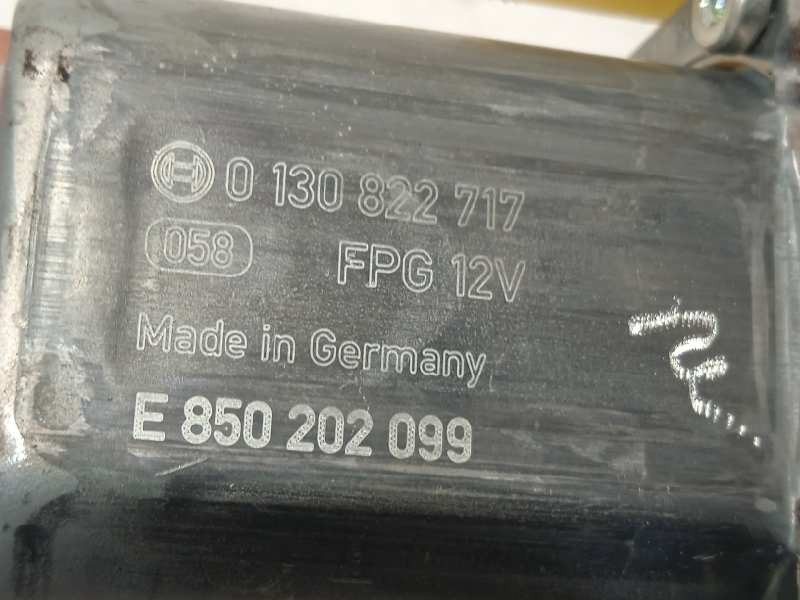 0 130 822 717
058 FPG 12V
Made in Germany
E 850 202 099